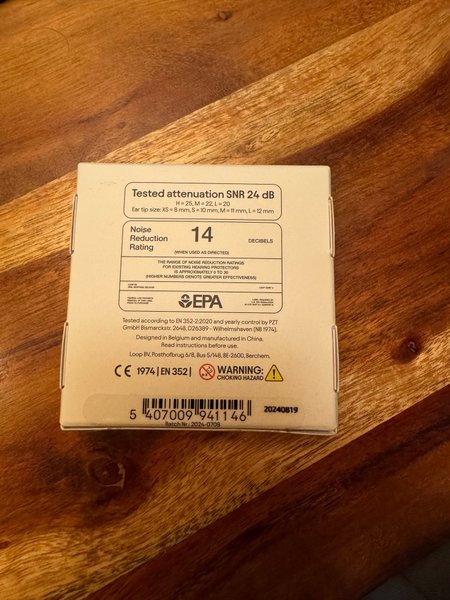 Tested attenuation SNR 24 dB
H = 25, M = 22, L = 20
Ear tip size: XS = 8 mm, S = 10 mm, M = 11 mm, L = 12 mm
Noise
Reduction
Rating
14
DECIBELS
(WHEN USED AS DIRECTED)
THE RANGE OF NOISE REDUCTION RATINGS
FOR EXISTING HEARING PROTECTORS
IS APPROXIMATELY 0 TO 30
(HIGHER NUMBERS DENOTE GREATER EFFECTIVENESS)
EPA
Tested according to EN 352-2:2020 and yearly control by PZT
GmbH Bismarckstr. 264B, D26389 - Wilhelmshaven (NB 1974).
Designed in Belgium and manufactured in China.
Read instructions before use.
Loop BV, Posthofbrug 6/8, Bus 5/148, BE-2600, Berchem.
CE 1974 | EN 352 |
WARNING:
CHOKING HAZARD
5 407009 941146
20240819
Batch Nr.: 2024-0708